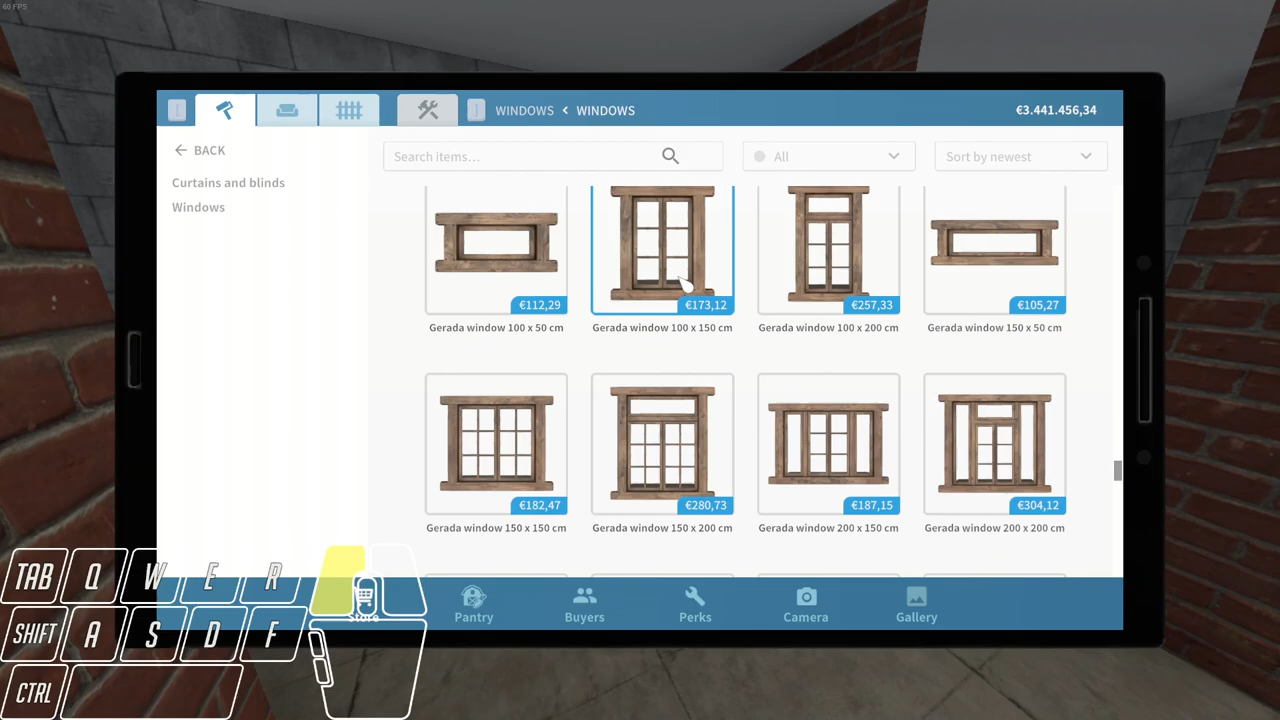 60 FPS
WINDOWS < WINDOWS
€3.441.456,34
BACK
Search items...
All
Sort by newest
Curtains and blinds
Windows
€112,29
€173,12
€257,33
€105,27
Gerada window 100 x 50 cm
Gerada window 100 x 150 cm
Gerada window 100 x 200 cm
Gerada window 150 x 50 cm
€182,47
€280,73
€187,15
€304,12
Gerada window 150 x 150 cm
Gerada window 150 x 200 cm
Gerada window 200 x 150 cm
Gerada window 200 x 200 cm
TAB Q W E R
Store
Pantry
Buyers
Perks
Camera
Gallery
SHIFT A S D F
CTRL